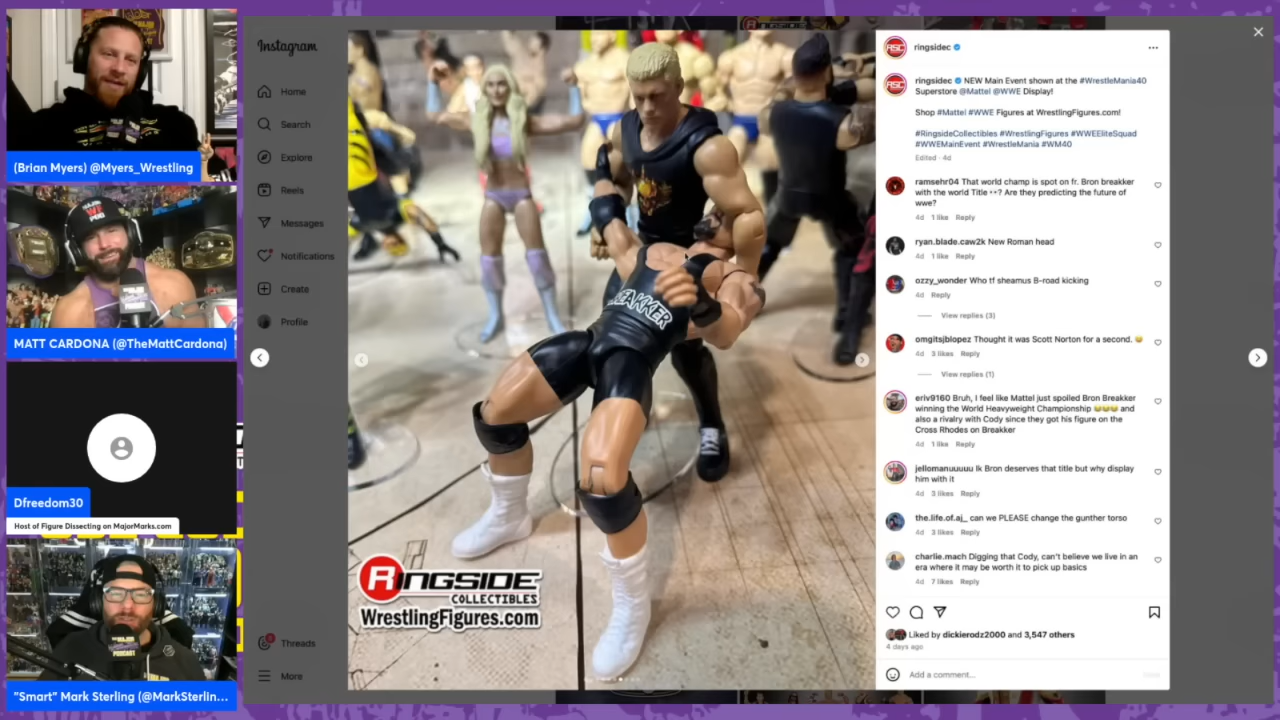 (Brian Myers) @Myers_Wrestling
MATT CARDONA (@TheMattCardona)
Dfreedom30
Host of Figure Dissecting on MajorMarks.com
"Smart" Mark Sterling (@MarkSterlin...
Instagram
Home
Search
Explore
Reels
Messages
Notifications
Create
Profile
Threads
More
BREAKKER
RINGSIDE
COLLECTIBLES
WrestlingFigures.com
RSC
ringsidec
ringsidec NEW Main Event shown at the #WrestleMania40
Superstore @Mattel @WWE Display!
Shop #Mattel #WWE Figures at WrestlingFigures.com!
#RingsideCollectibles #WrestlingFigures #WWEEliteSquad
#WWEMainEvent #WrestleMania #WM40
Edited · 4d
ramsehr04 That world champ is spot on fr. Bron breakker
with the world Title 👀? Are they predicting the future of
wwe?
4d 1 like Reply
ryan.blade.caw2k New Roman head
4d 1 like Reply
ozzy_wonder Who tf sheamus B-road kicking
4d Reply
View replies (3)
omgitsjblopez Thought it was Scott Norton for a second. 😅
4d 3 likes Reply
View replies (1)
eriv9160 Bruh, I feel like Mattel just spoiled Bron Breakker
winning the World Heavyweight Championship 😂😂😂 and
also a rivalry with Cody since they got his figure on the
Cross Rhodes on Breakker
4d 1 like Reply
jellomanuuuuu Ik Bron deserves that title but why display
him with it
4d 3 likes Reply
the.life.of.aj_ can we PLEASE change the gunther torso
4d 3 likes Reply
charlie.mach Digging that Cody, can't believe we live in an
era where it may be worth it to pick up basics
4d 7 likes Reply
Liked by dickierodz2000 and 3,547 others
4 days ago
Add a comment...